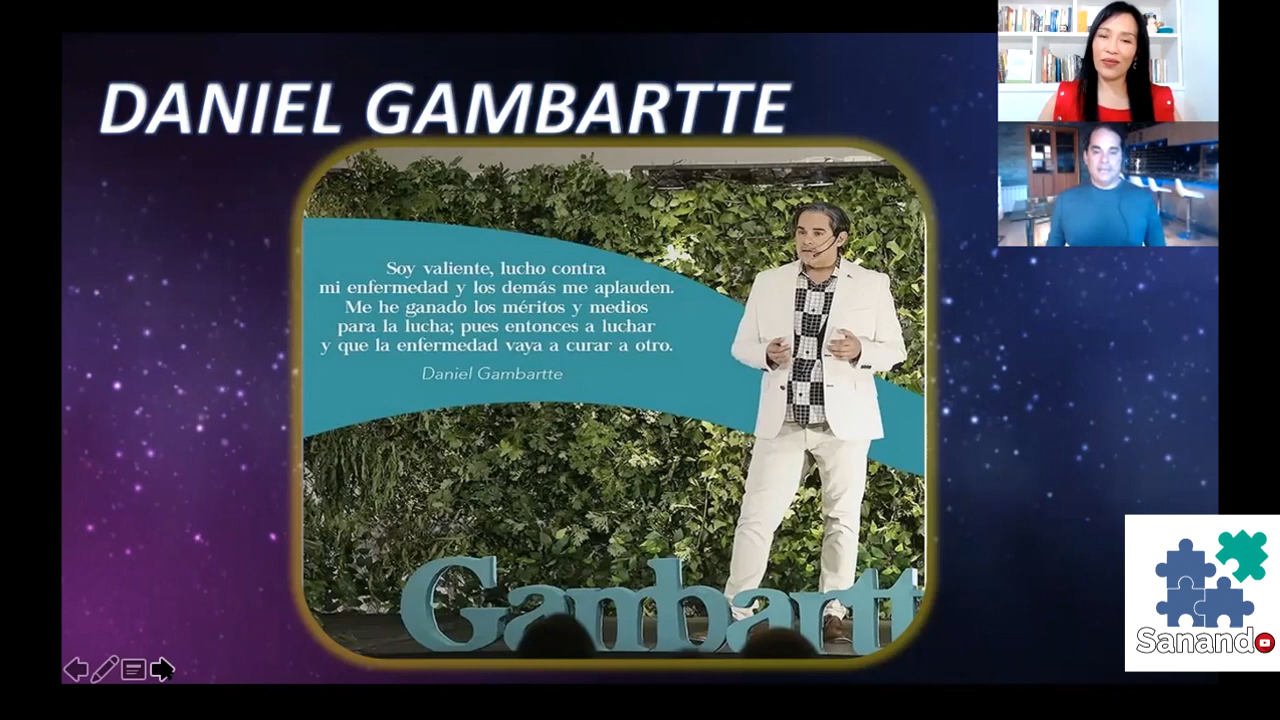 DANIEL GAMBARTTE
Soy valiente, lucho contra
mi enfermedad y los demás me aplauden.
Me he ganado los méritos y medios
para la lucha; pues entonces a luchar
y que la enfermedad vaya a curar a otro.
Daniel Gambartte
Gambartt
Sanando